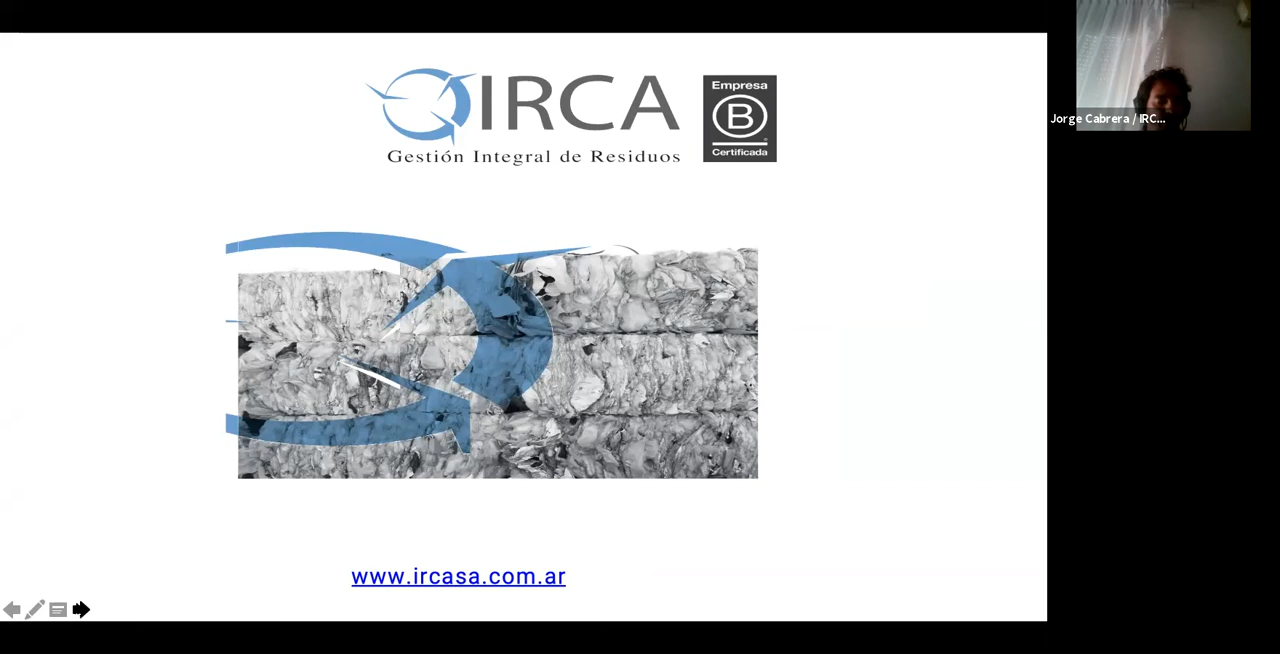 IRCA
Gestión Integral de Residuos
Empresa
B
Certificada
Jorge Cabrera / IRC...
www.ircasa.com.ar